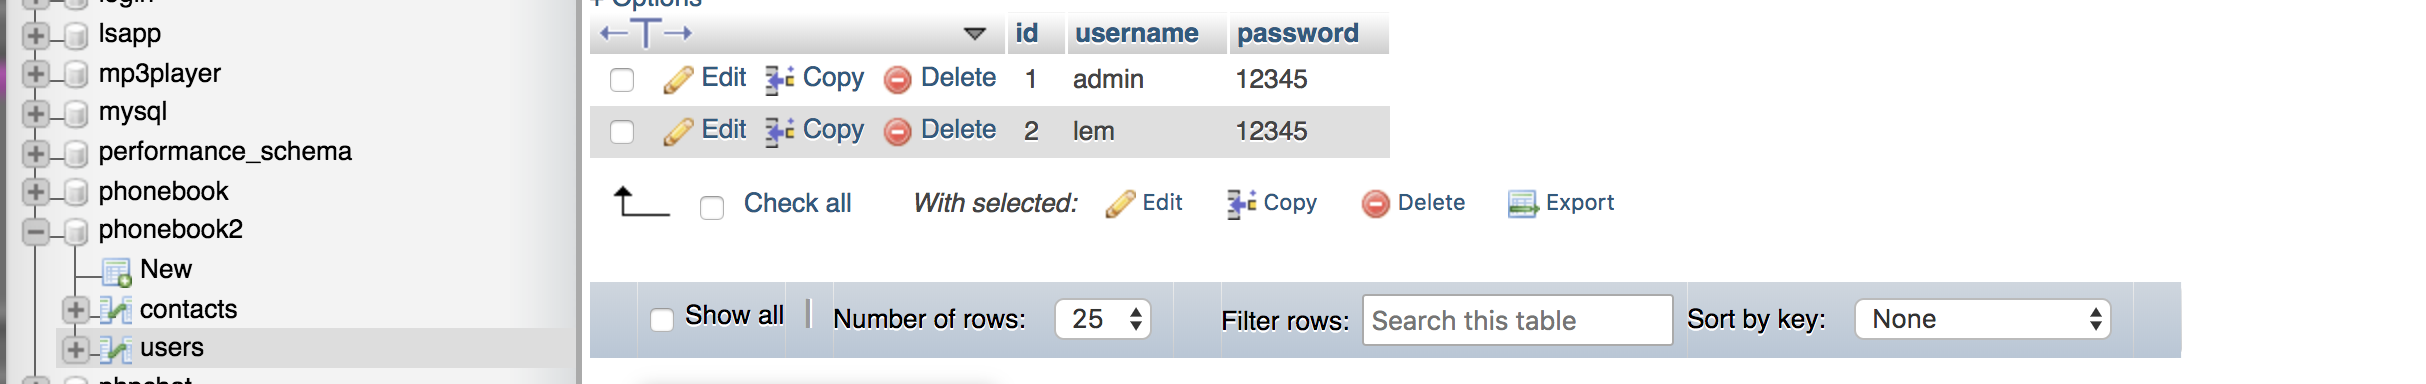 login
lsapp
mp3player
mysql
performance_schema
phonebook
phonebook2
New
contacts
users
phpchat
+ Options
←T→ id username password
Edit Copy Delete 1 admin 12345
Edit Copy Delete 2 lem 12345
Check all With selected: Edit Copy Delete Export
Show all | Number of rows: 25 Filter rows: Search this table Sort by key: None